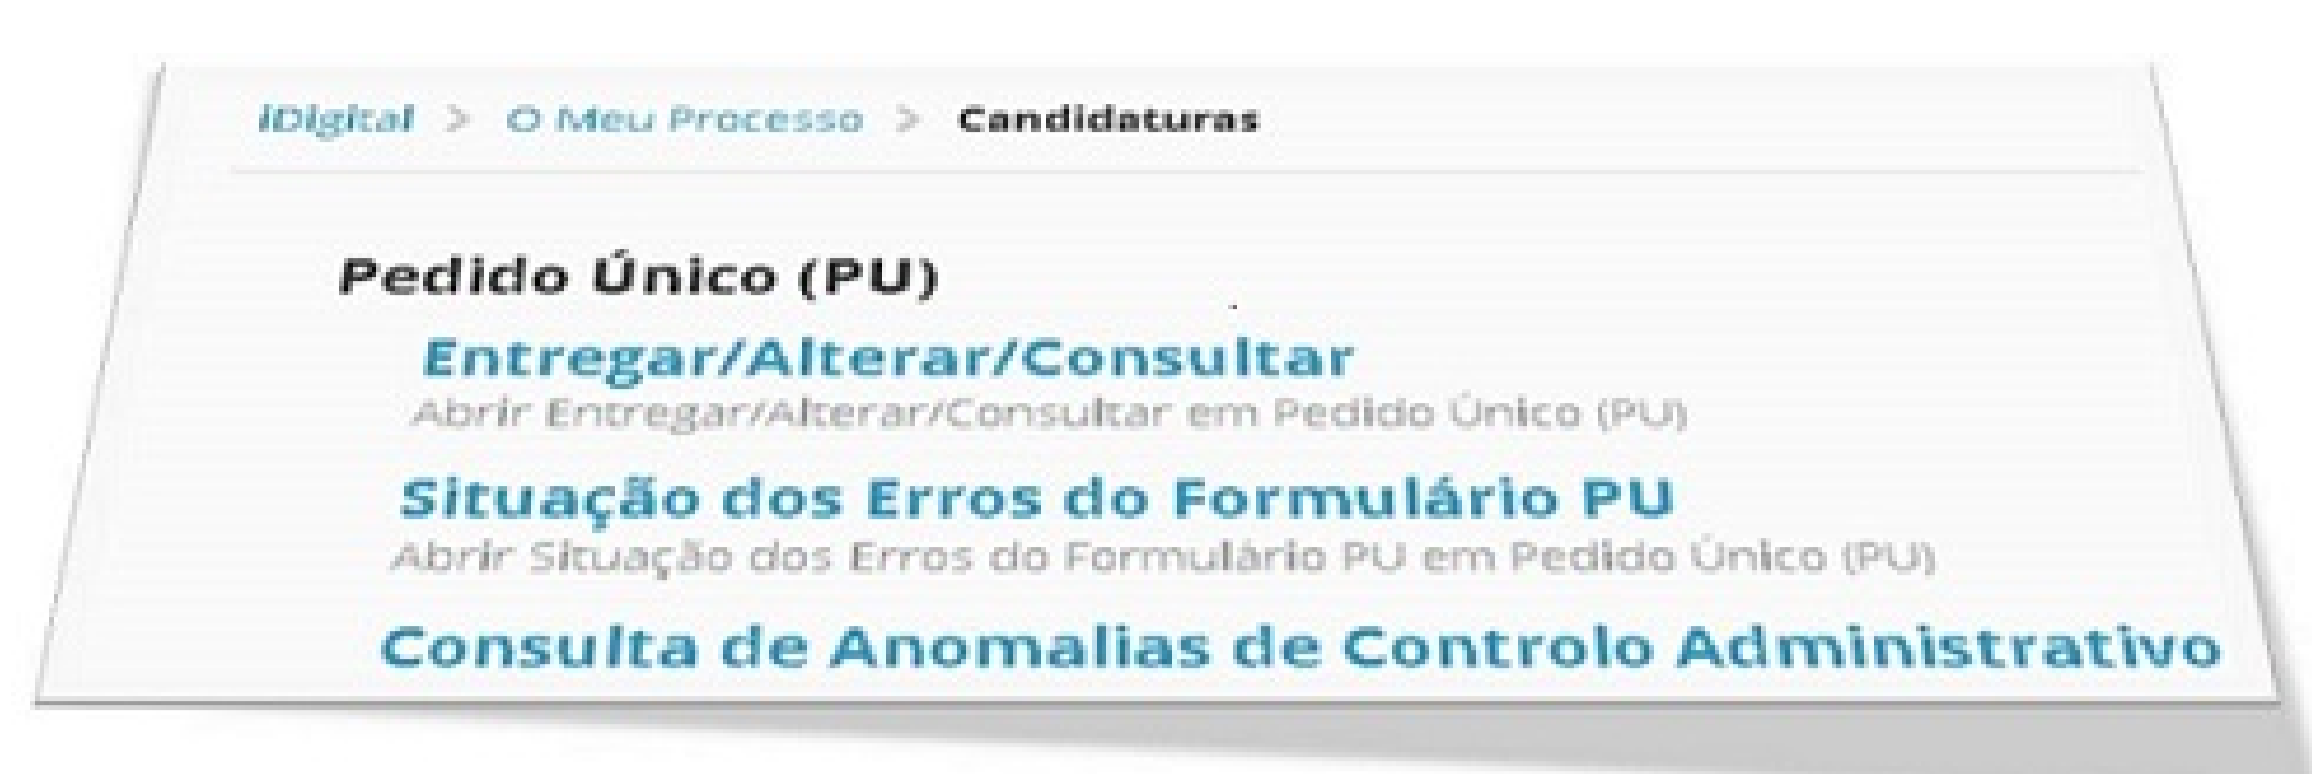 iDigital > O Meu Processo > Candidaturas
Pedido Único (PU)
Entregar/Alterar/Consultar
Abrir Entregar/Alterar/Consultar em Pedido Único (PU)
Situação dos Erros do Formulário PU
Abrir Situação dos Erros do Formulário PU em Pedido Único (PU)
Consulta de Anomalias de Controlo Administrativo